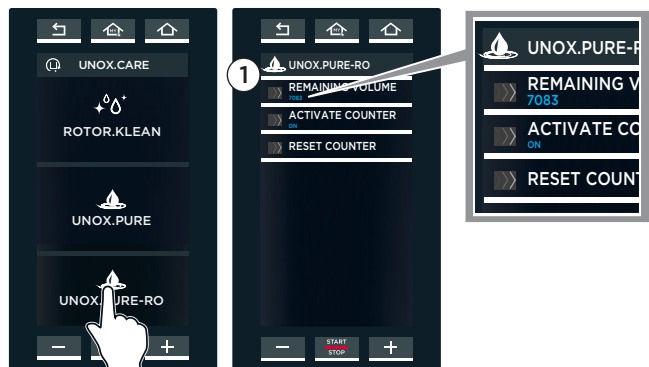 UNOX.CARE
ROTOR.KLEAN
UNOX.PURE
UNOX.PURE-RO
1
UNOX.PURE-RO
REMAINING VOLUME
7083
ACTIVATE COUNTER
ON
RESET COUNTER
START
STOP
UNOX.PURE-R
REMAINING V
7083
ACTIVATE CO
ON
RESET COUNT